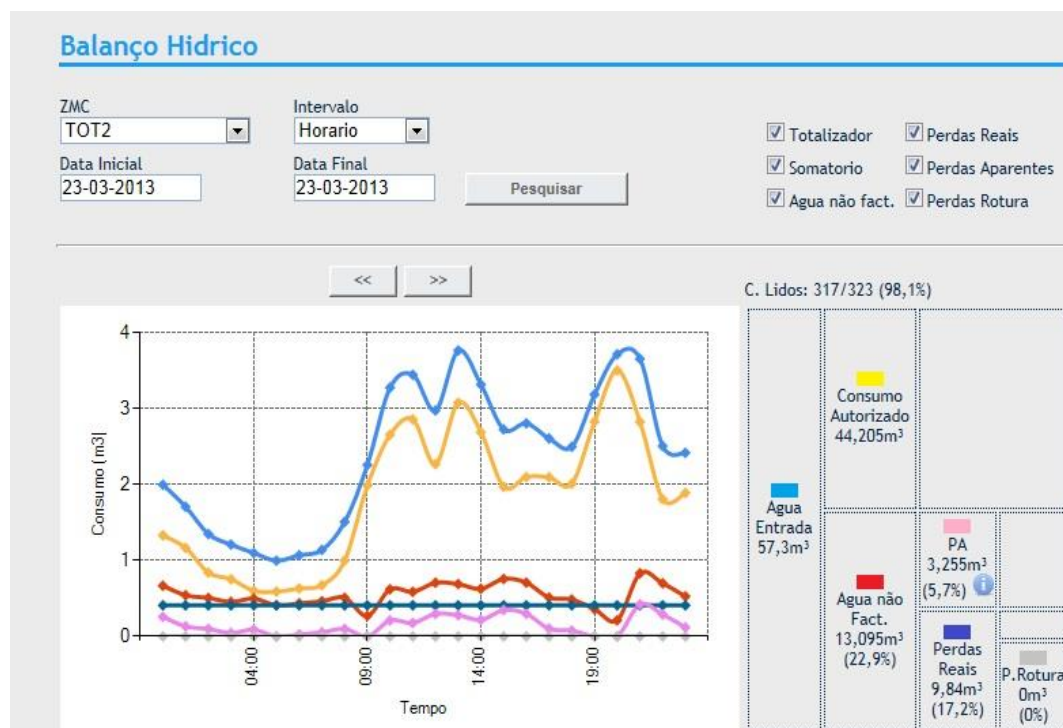 Balanço Hidrico
ZMC
Intervalo
TOT2
Horario
Data Inicial
Data Final
23-03-2013
23-03-2013
Pesquisar
Totalizador
Perdas Reais
Somatorio
Perdas Aparentes
Agua não fact.
Perdas Rotura
<<
>>
C. Lidos: 317/323 (98,1%)
4
3
2
1
0
Consumo (m3)
04:00
09:00
14:00
19:00
Tempo
Agua
Entrada
57,3m³
Consumo
Autorizado
44,205m³
Agua não
Fact.
13,095m³
(22,9%)
PA
3,255m³
(5,7%)
i
Perdas
Reais
9,84m³
(17,2%)
P.Rotura
0m³
(0%)